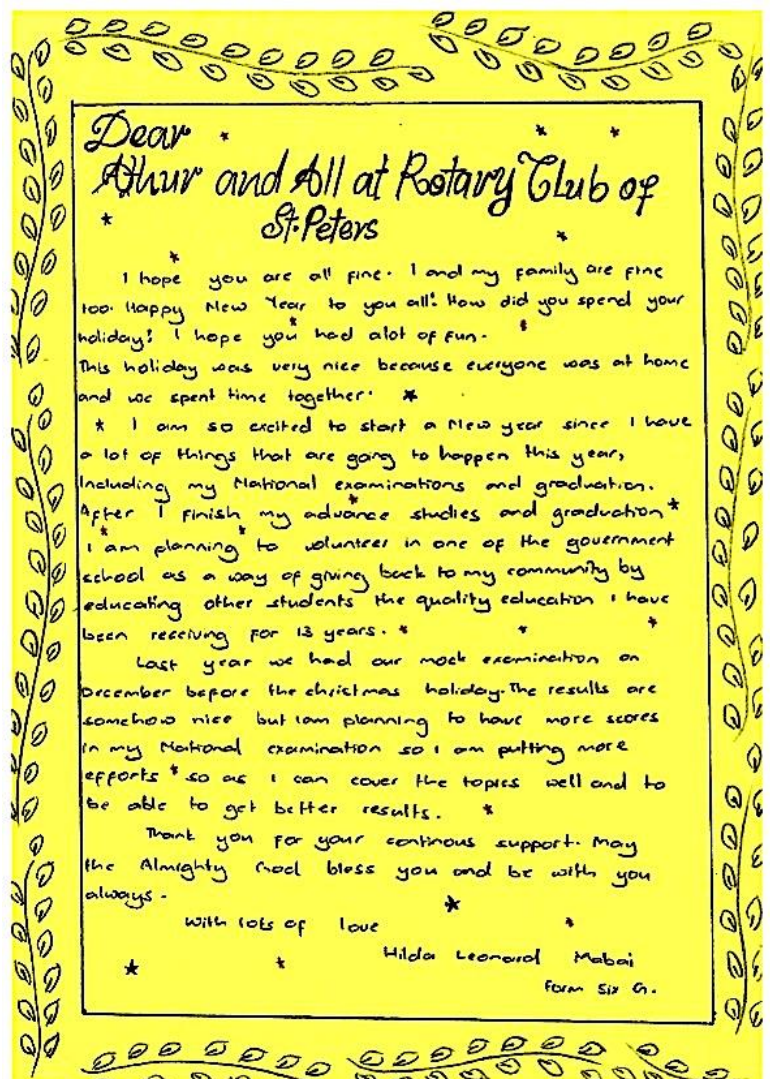 Dear
Athur and All at Rotary Club of
St. Peters
I hope you are all fine. I and my family are fine
too. Happy New Year to you all! How did you spend your
holiday? I hope you had alot of fun.
This holiday was very nice because everyone was at home
and we spent time together.
I am so excited to start a New year since I have
a lot of things that are going to happen this year,
Including my National examinations and graduation.
After I finish my advance studies and graduation
I am planning to volunteer in one of the government
school as a way of giving back to my community by
educating other students the quality education I have
been receiving for 13 years.
Last year we had our mock examination on
December before the christmas holiday. The results are
somehow nice but iam planning to have more scores
in my National examination so I am putting more
efforts so as I can cover the topics well and to
be able to get better results.
Thank you for your continous support. May
the Almighty God bless you and be with you
always.
With lots of love
Hilda Leonard Mabai
Form Six G.